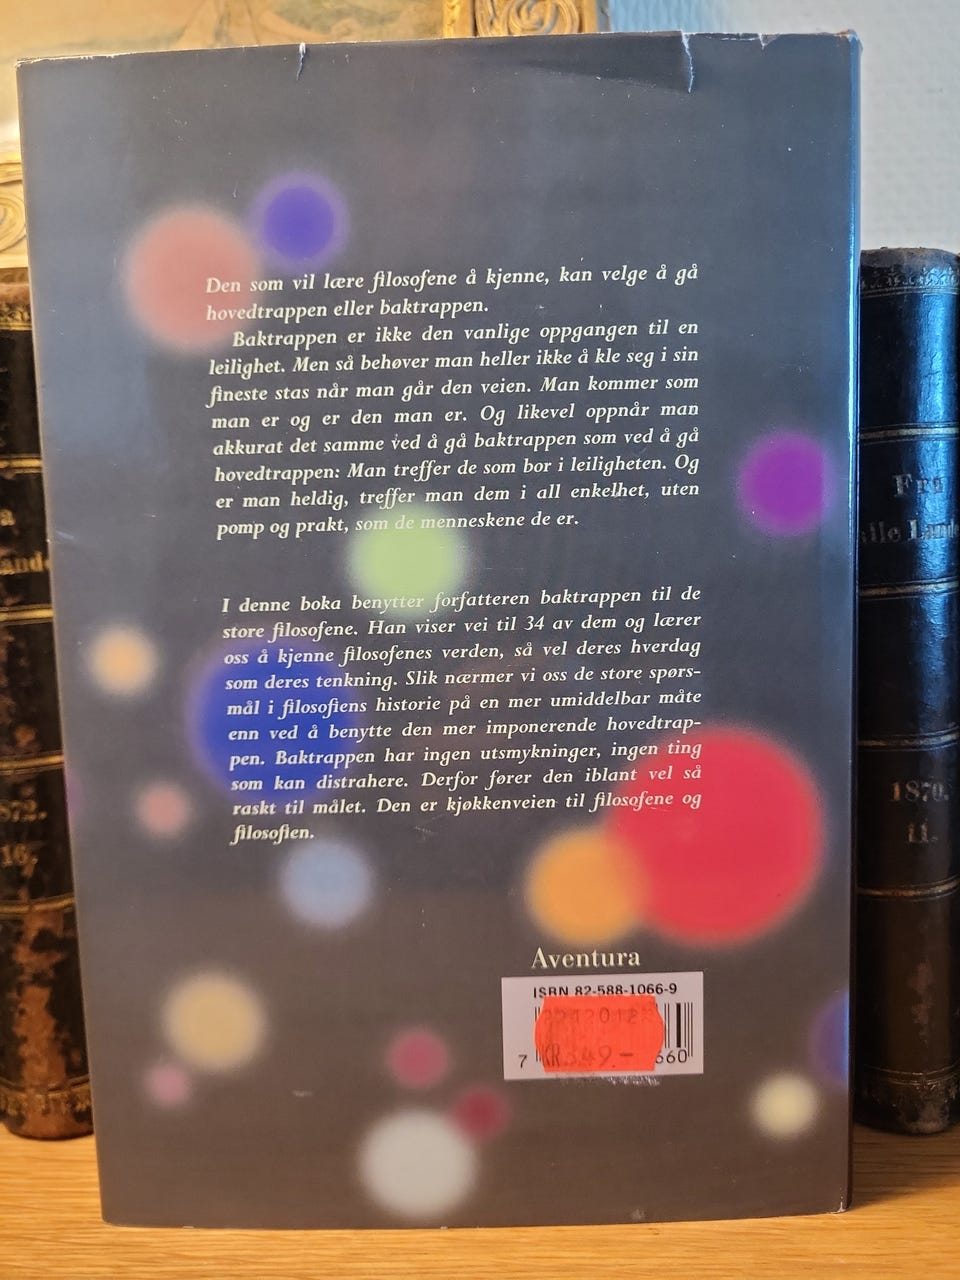 Den som vil lære filosofene å kjenne, kan velge å gå
hovedtrappen eller baktrappen.
Baktrappen er ikke den vanlige oppgangen til en
leilighet. Men så behøver man heller ikke å kle seg i sin
fineste stas når man går den veien. Man kommer som
man er og er den man er. Og likevel oppnår man
akkurat det samme ved å gå baktrappen som ved å gå
hovedtrappen: Man treffer de som bor i leiligheten. Og
er man heldig, treffer man dem i all enkelhet, uten
pomp og prakt, som de menneskene de er.
I denne boka benytter forfatteren baktrappen til de
store filosofene. Han viser vei til 34 av dem og lærer
oss å kjenne filosofenes verden, så vel deres hverdag
som deres tenkning. Slik nærmer vi oss de store spørs-
mål i filosofiens historie på en mer umiddelbar måte
enn ved å benytte den mer imponerende hovedtrap-
pen. Baktrappen har ingen utsmykninger, ingen ting
som kan distrahere. Derfor fører den iblant vel så
raskt til målet. Den er kjøkkenveien til filosofene og
filosofien.
Aventura
ISBN 82-588-1066-9
KR 349.-
7 660
Fra
alle Lande
1870.
II.
872.
16.